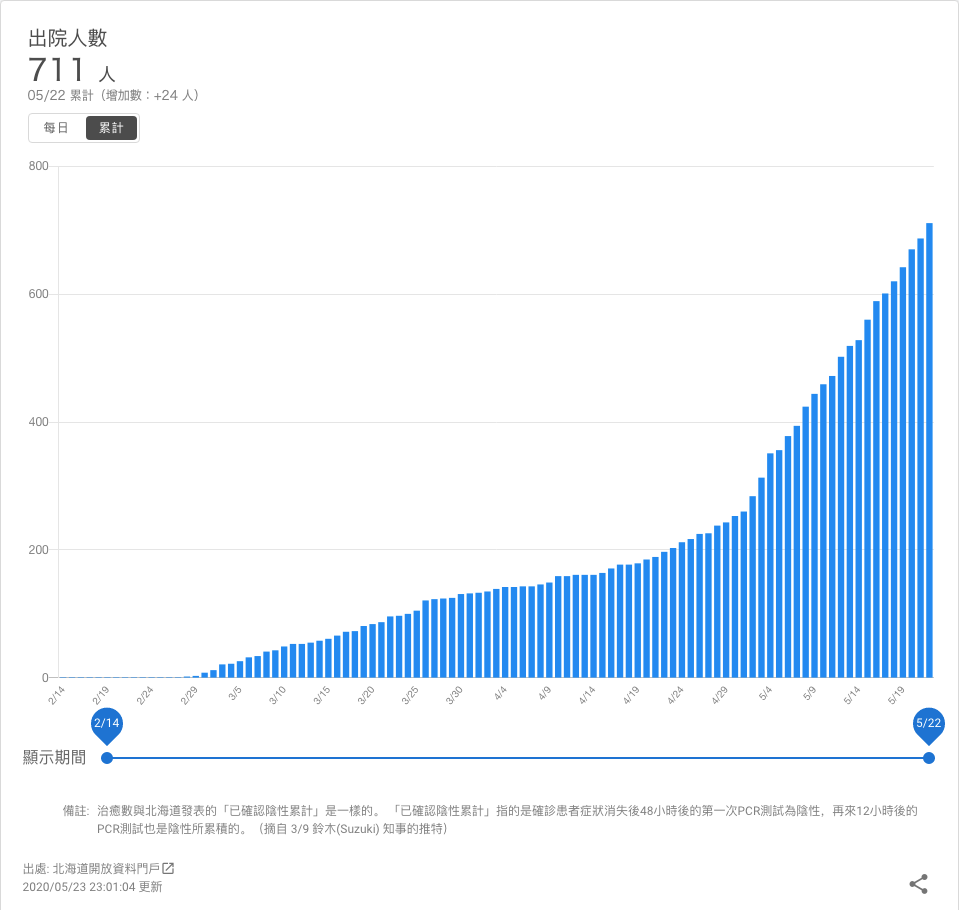 出院人數
711 人
05/22 累計（增加數：+24 人）
每日 累計
800
600
400
200
0
2/14 2/19 2/24 2/29 3/5 3/10 3/15 3/20 3/25 3/30 4/4 4/9 4/14 4/19 4/24 4/29 5/4 5/9 5/14 5/19
2/14 5/22
顯示期間
備註: 治癒數與北海道發表的「已確認陰性累計」是一樣的。 「已確認陰性累計」指的是確診患者症狀消失後48小時後的第一次PCR測試為陰性，再來12小時後的
PCR測試也是陰性所累積的。（摘自 3/9 鈴木(Suzuki) 知事的推特）
出處: 北海道開放資料門戶
2020/05/23 23:01:04 更新